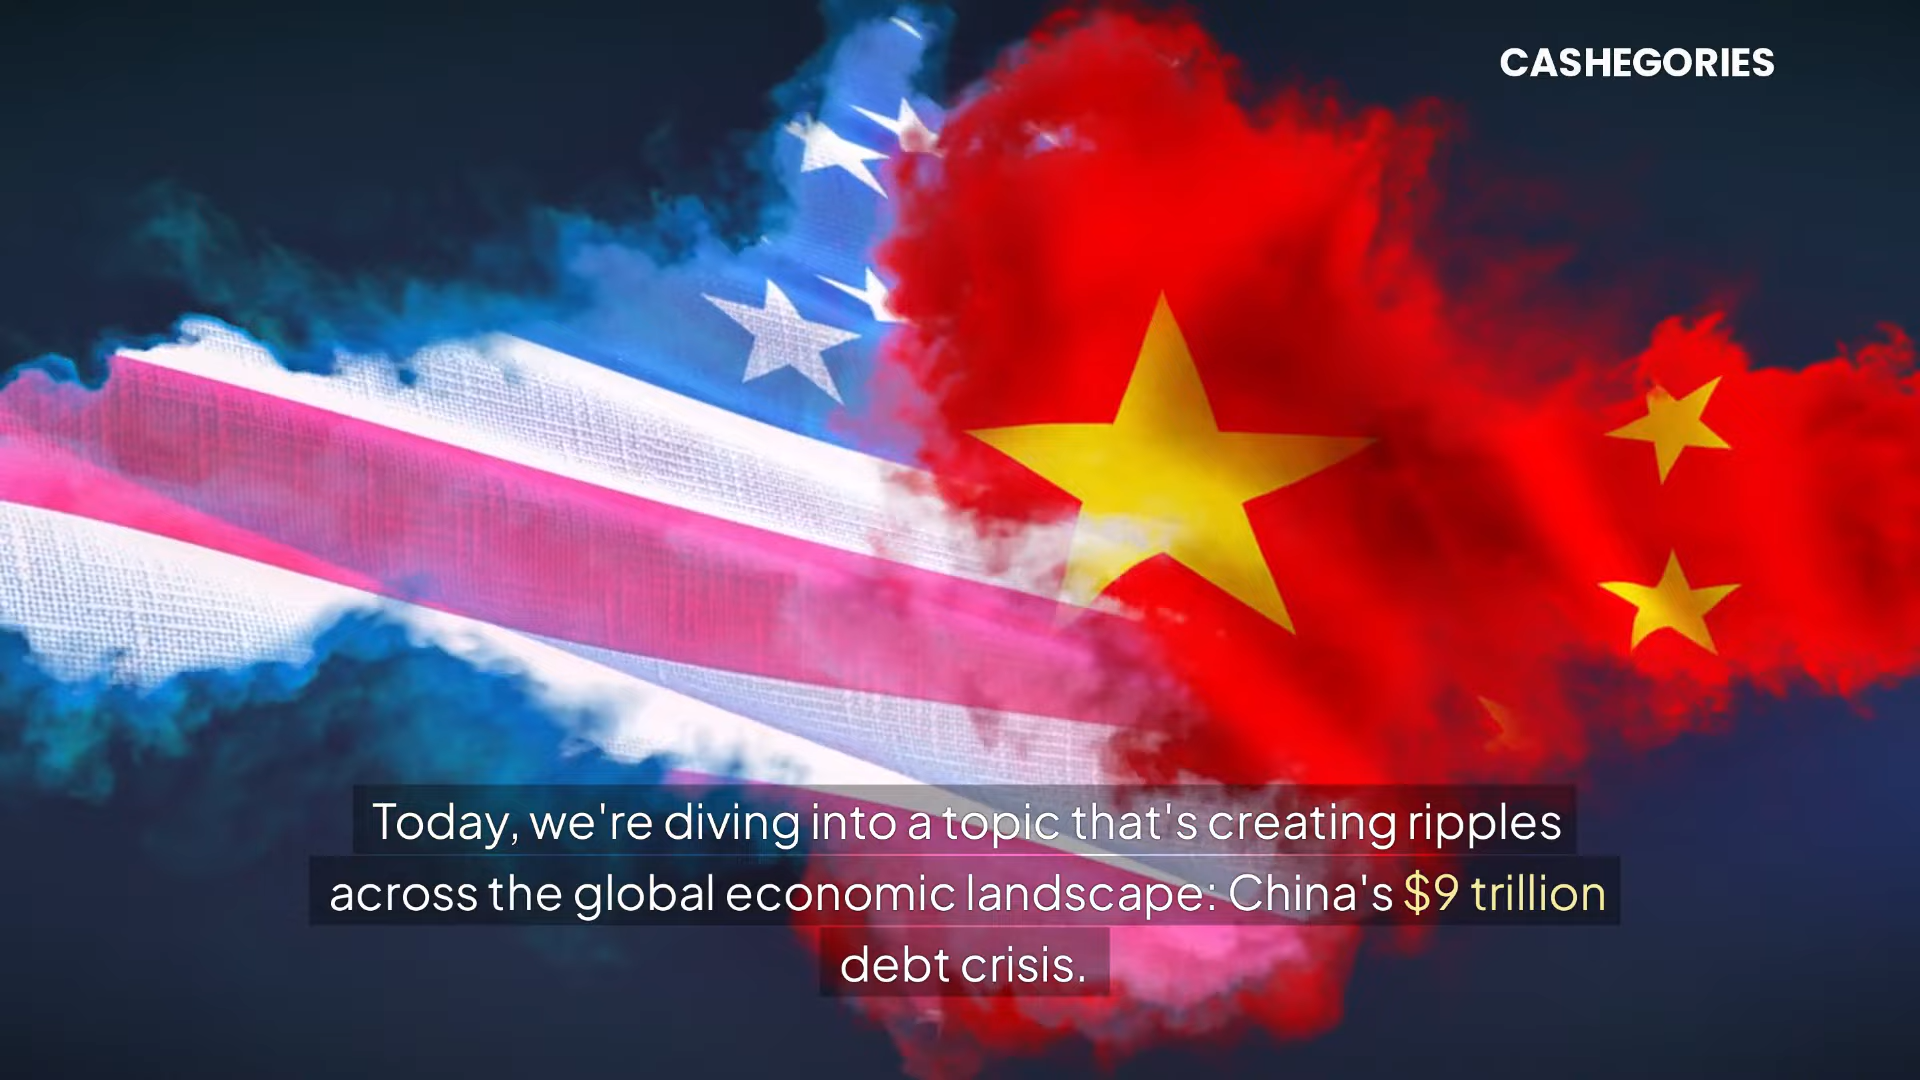 CASHEGORIES
Today, we're diving into a topic that's creating ripples
across the global economic landscape: China's $9 trillion
debt crisis.